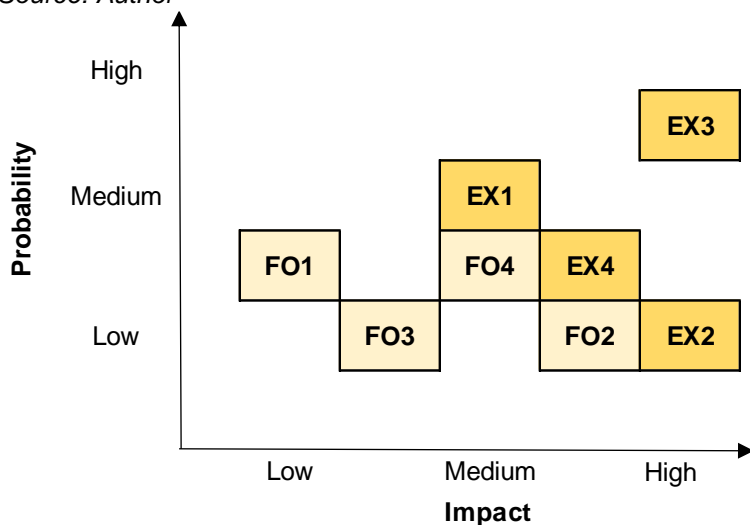 Source: Author
High
EX3
Medium
EX1
FO1
FO4
EX4
Low
FO3
FO2
EX2
Probability
Low
Medium
High
Impact